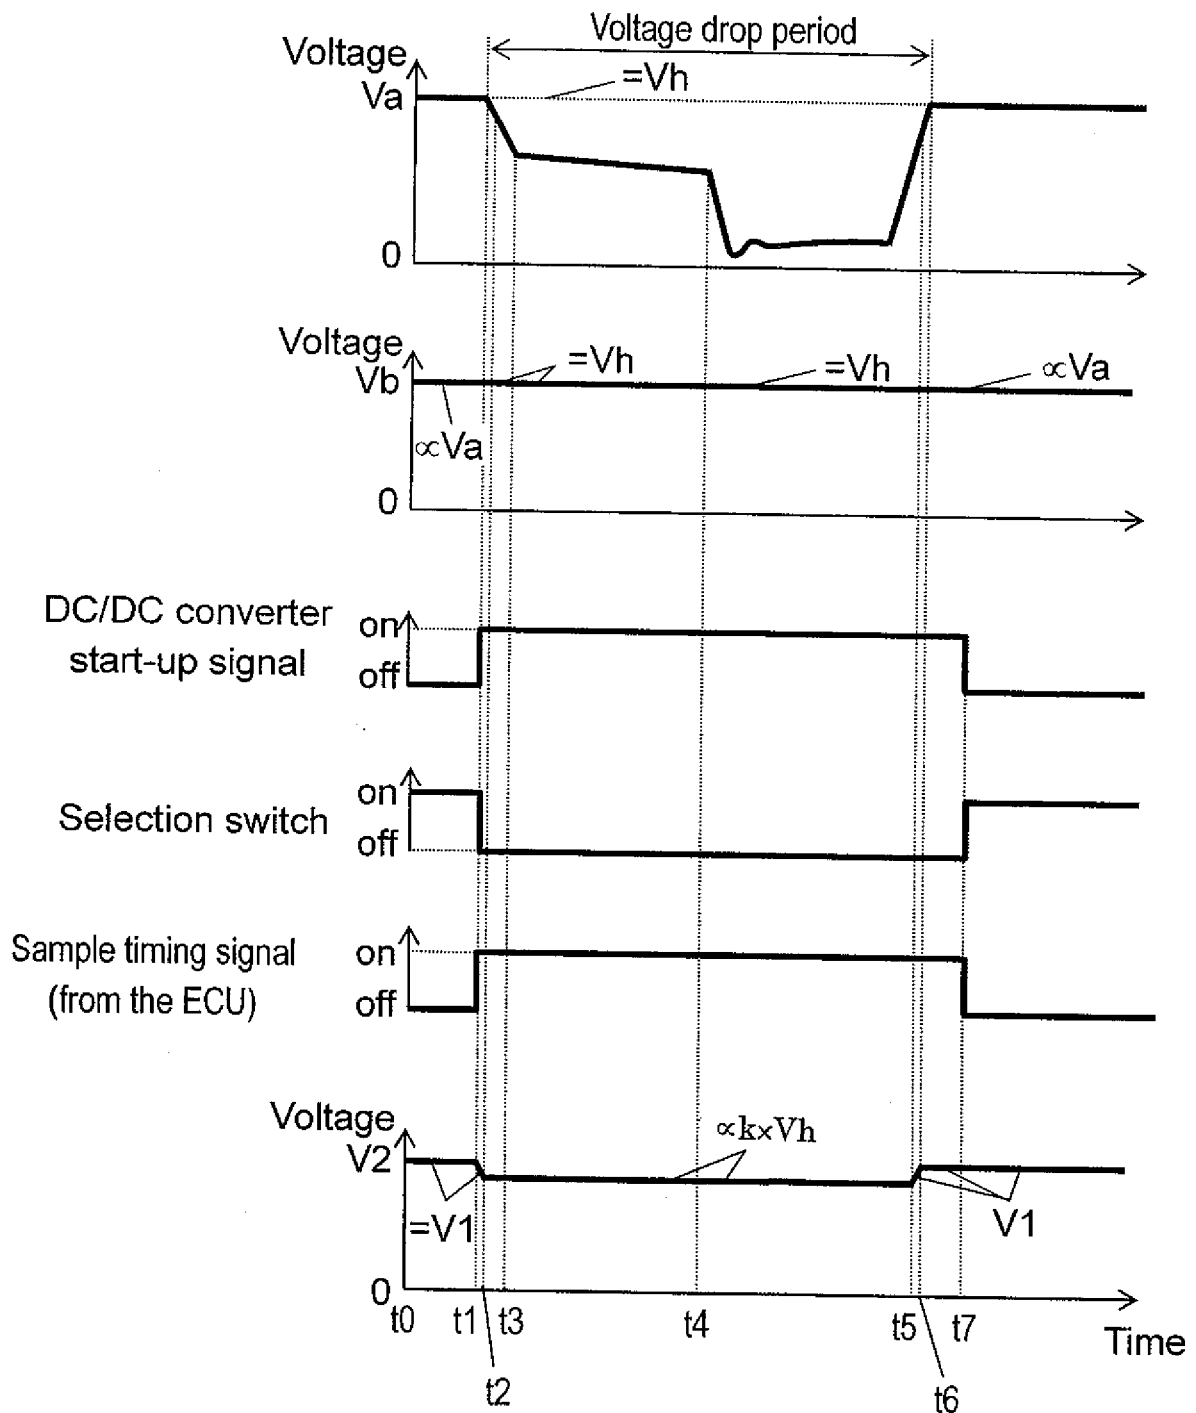 Voltage drop period
Voltage
Va
=Vh
0
Voltage
Vb
=Vh
=Vh
∝Va
∝Va
0
DC/DC converter
start-up signal
on
off
Selection switch
on
off
Sample timing signal
(from the ECU)
on
off
Voltage
V2
∝k×Vh
=V1
V1
0
t0 t1 t3 t4 t5 t7
Time
t2
t6